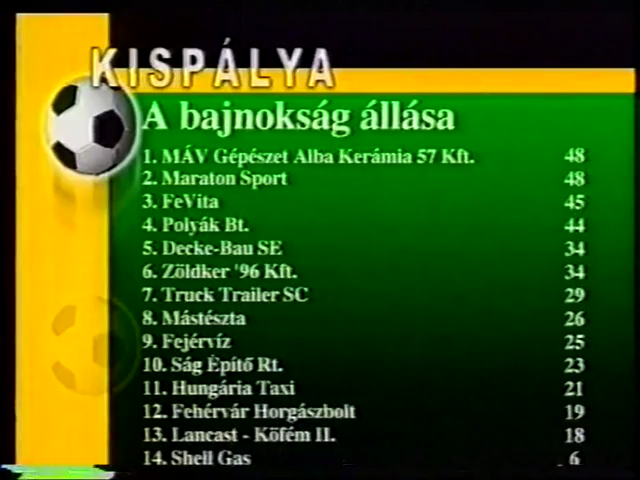 KISPÁLYA
A bajnokság állása
1. MÁV Gépészet Alba Kerámia 57 Kft. 48
2. Maraton Sport 48
3. FeVita 45
4. Polyák Bt. 44
5. Decke-Bau SE 34
6. Zöldker '96 Kft. 34
7. Truck Trailer SC 29
8. Mástészta 26
9. Fejérvíz 25
10. Ság Építő Rt. 23
11. Hungária Taxi 21
12. Fehérvár Horgászbolt 19
13. Lancast - Köfém II. 18
14. Shell Gas 6